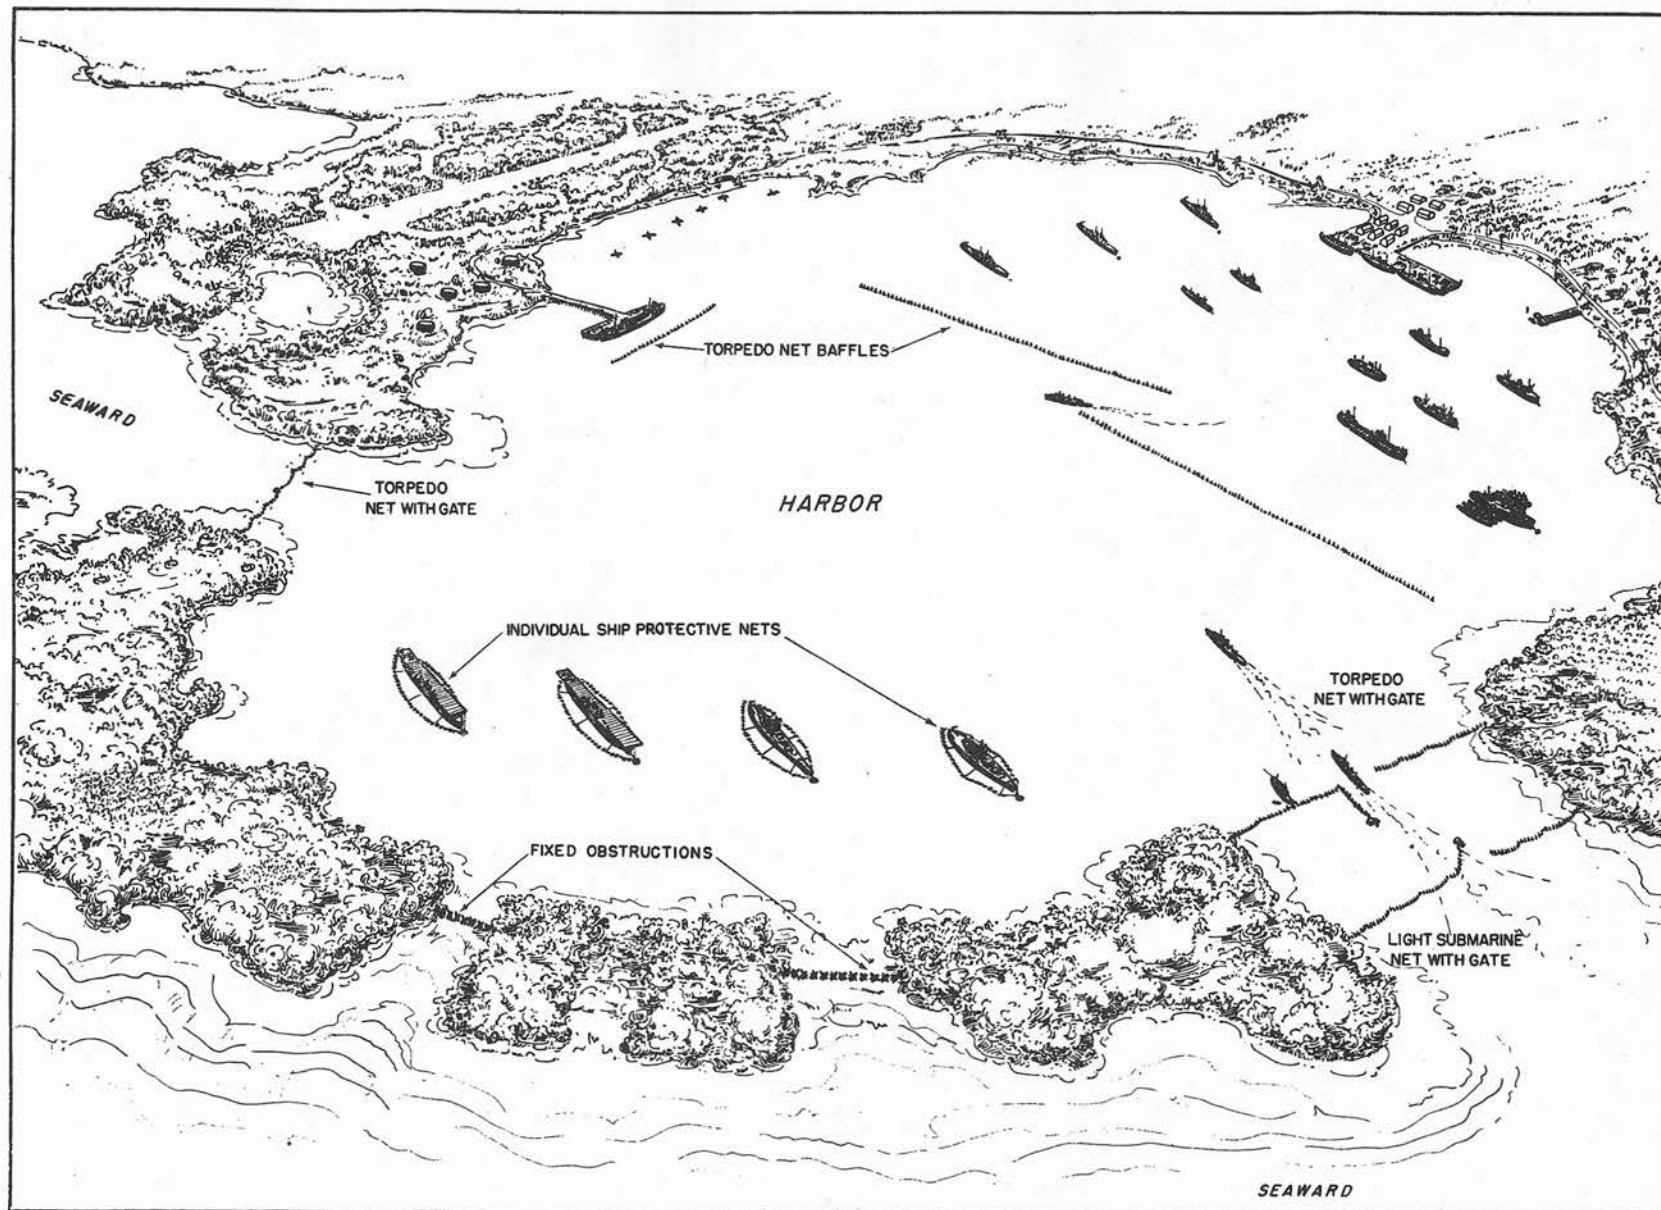 TORPEDO NET BAFFLES
SEAWARD
TORPEDO
NET WITH GATE
HARBOR
INDIVIDUAL SHIP PROTECTIVE NETS
TORPEDO
NET WITH GATE
FIXED OBSTRUCTIONS
LIGHT SUBMARINE
NET WITH GATE
SEAWARD